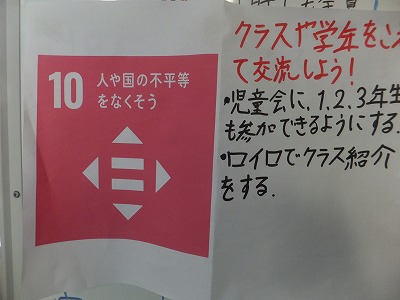 10 人や国の不平等
をなくそう
クラスや学年をこえ
て交流しよう!
・児童会に、1、2、3年生
も参加できるようにする。
・ロイロでクラス紹介
をする。